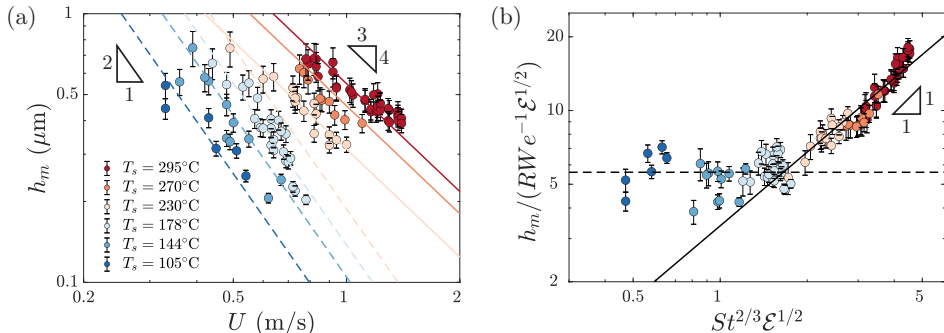 (a)
1
0.5
0.1
h_m (μm)
2
1
3
4
T_s = 295°C
T_s = 270°C
T_s = 230°C
T_s = 178°C
T_s = 144°C
T_s = 105°C
0.2 0.5 1 2
U (m/s)
(b)
20
10
5
2
h_m/(RWe^{-1}ℰ^{1/2})
1
1
0.5 1 5
St^{2/3}ℰ^{1/2}